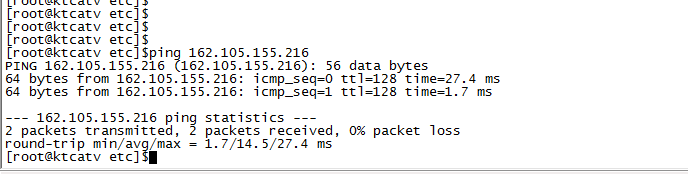 [root@ktcatv etc]$
[root@ktcatv etc]$
[root@ktcatv etc]$
[root@ktcatv etc]$
[root@ktcatv etc]$ping 162.105.155.216
PING 162.105.155.216 (162.105.155.216): 56 data bytes
64 bytes from 162.105.155.216: icmp_seq=0 ttl=128 time=27.4 ms
64 bytes from 162.105.155.216: icmp_seq=1 ttl=128 time=1.7 ms
--- 162.105.155.216 ping statistics ---
2 packets transmitted, 2 packets received, 0% packet loss
round-trip min/avg/max = 1.7/14.5/27.4 ms
[root@ktcatv etc]$